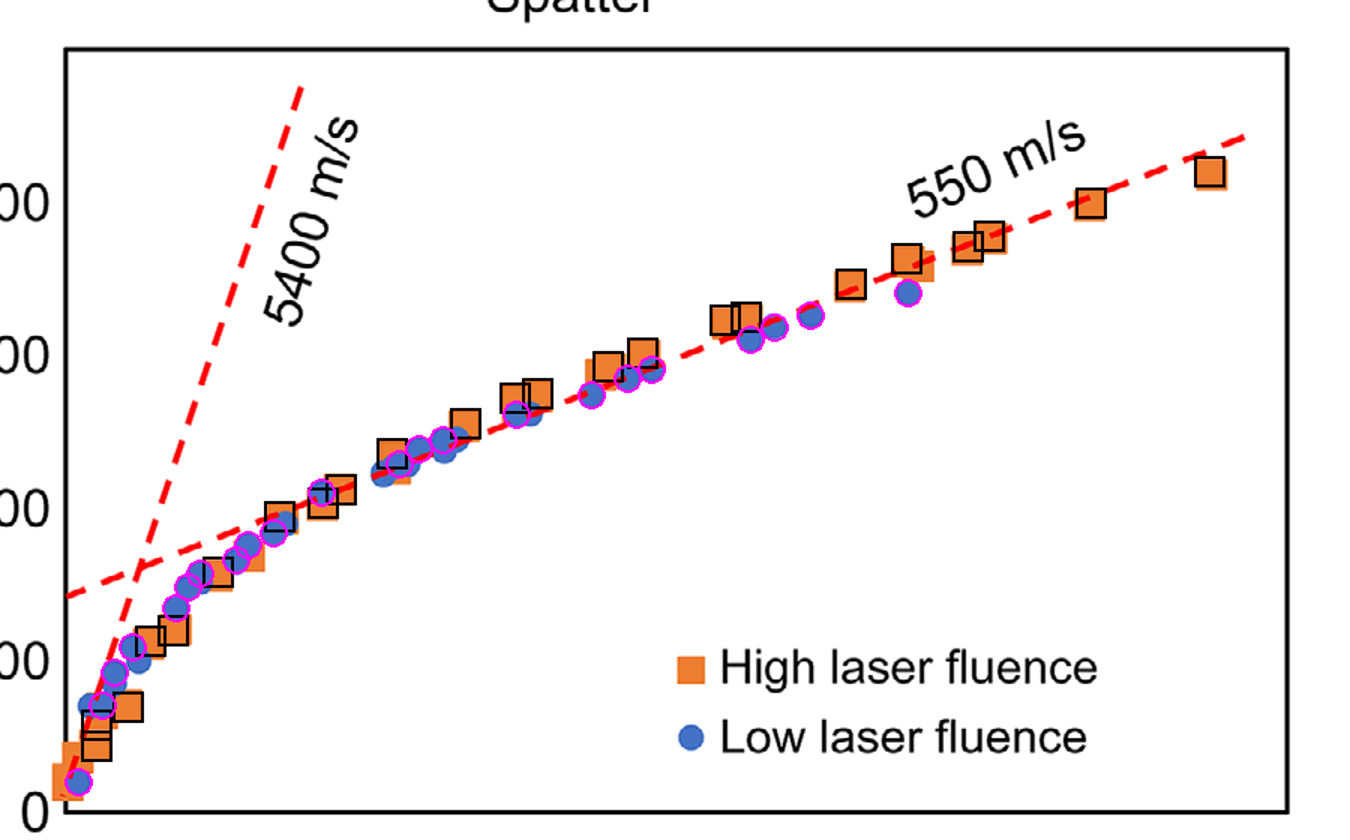 Spatter
5400 m/s
550 m/s
00
00
00
00
0
High laser fluence
Low laser fluence